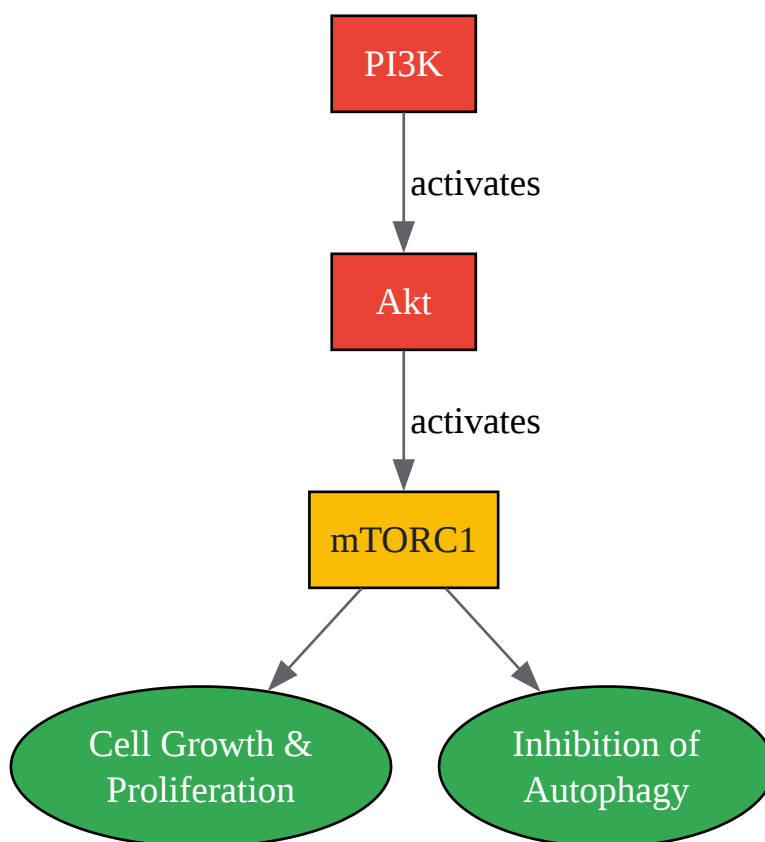 PI3K
activates
Akt
activates
mTORC1
Cell Growth &
Proliferation
Inhibition of
Autophagy